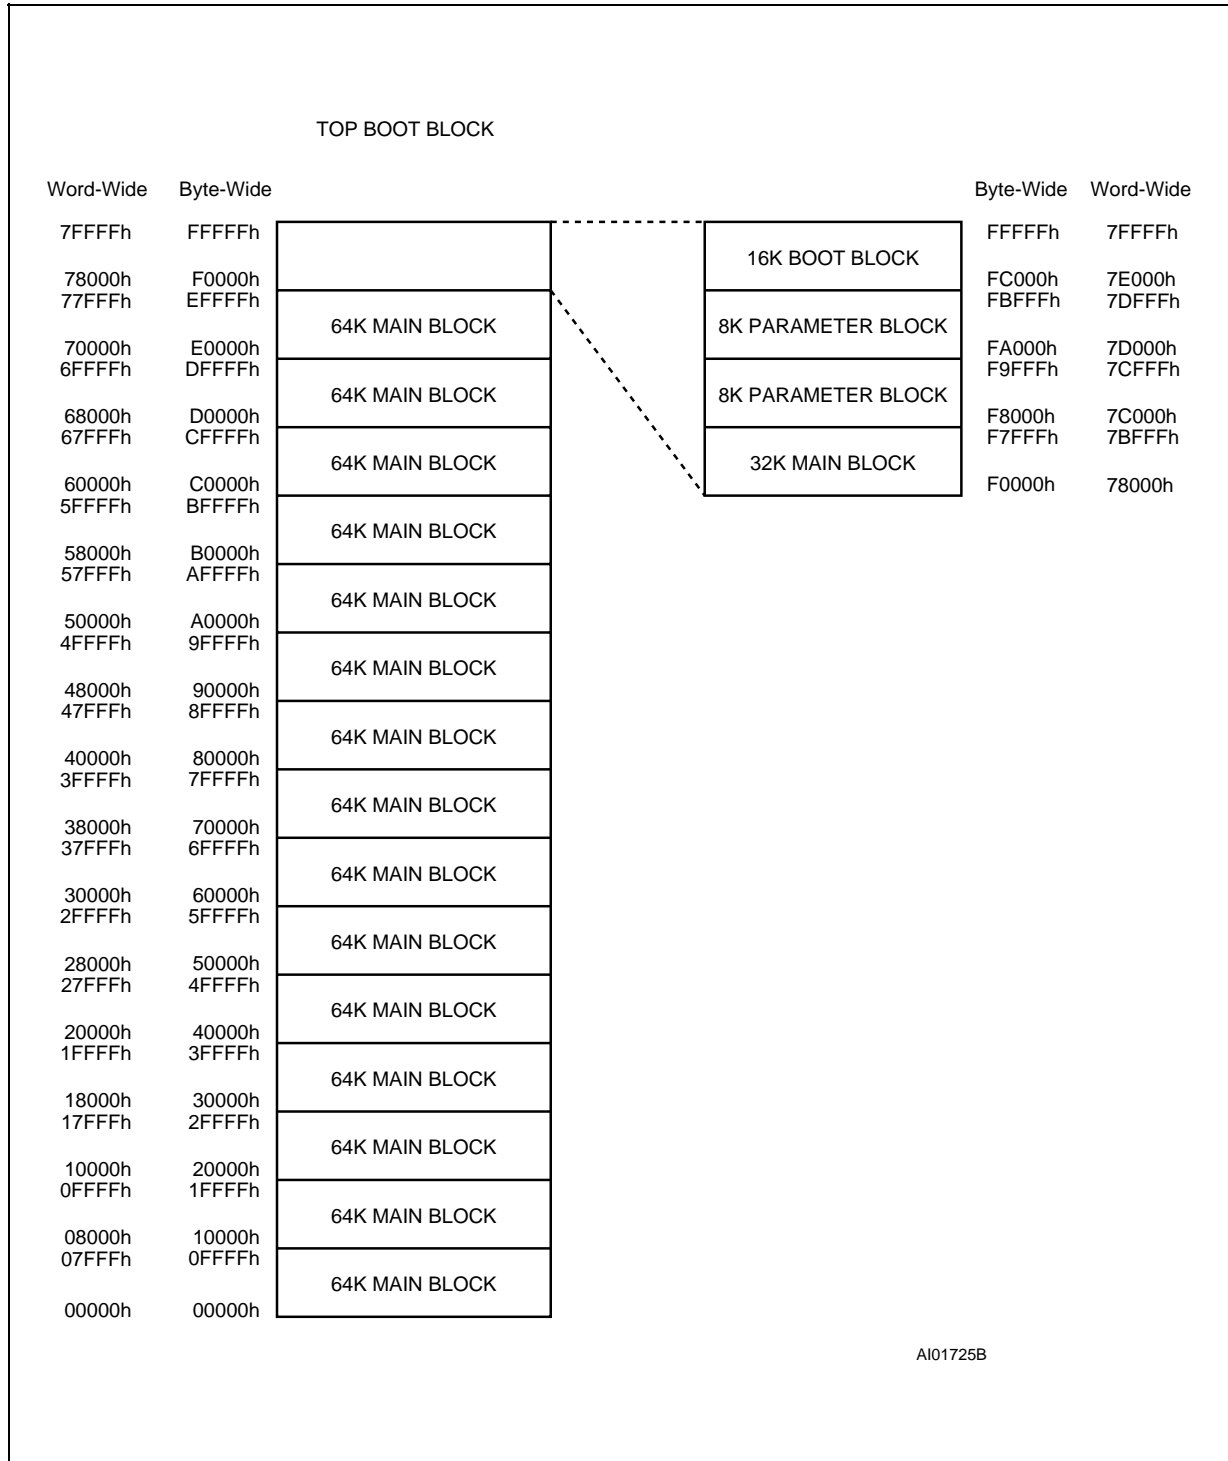 TOP BOOT BLOCK
Word-Wide Byte-Wide Byte-Wide Word-Wide
7FFFFh FFFFFh FFFFFh 7FFFFh
16K BOOT BLOCK
78000h F0000h FC000h 7E000h
77FFFh EFFFFh FBFFFh 7DFFFh
64K MAIN BLOCK 8K PARAMETER BLOCK
70000h E0000h FA000h 7D000h
6FFFFh DFFFFh F9FFFh 7CFFFh
64K MAIN BLOCK 8K PARAMETER BLOCK
68000h D0000h F8000h 7C000h
67FFFh CFFFFh F7FFFh 7BFFFh
64K MAIN BLOCK 32K MAIN BLOCK
60000h C0000h F0000h 78000h
5FFFFh BFFFFh
64K MAIN BLOCK
58000h B0000h
57FFFh AFFFFh
64K MAIN BLOCK
50000h A0000h
4FFFFh 9FFFFh
64K MAIN BLOCK
48000h 90000h
47FFFh 8FFFFh
64K MAIN BLOCK
40000h 80000h
3FFFFh 7FFFFh
64K MAIN BLOCK
38000h 70000h
37FFFh 6FFFFh
64K MAIN BLOCK
30000h 60000h
2FFFFh 5FFFFh
64K MAIN BLOCK
28000h 50000h
27FFFh 4FFFFh
64K MAIN BLOCK
20000h 40000h
1FFFFh 3FFFFh
64K MAIN BLOCK
18000h 30000h
17FFFh 2FFFFh
64K MAIN BLOCK
10000h 20000h
0FFFFh 1FFFFh
64K MAIN BLOCK
08000h 10000h
07FFFh 0FFFFh
64K MAIN BLOCK
00000h 00000h
AI01725B